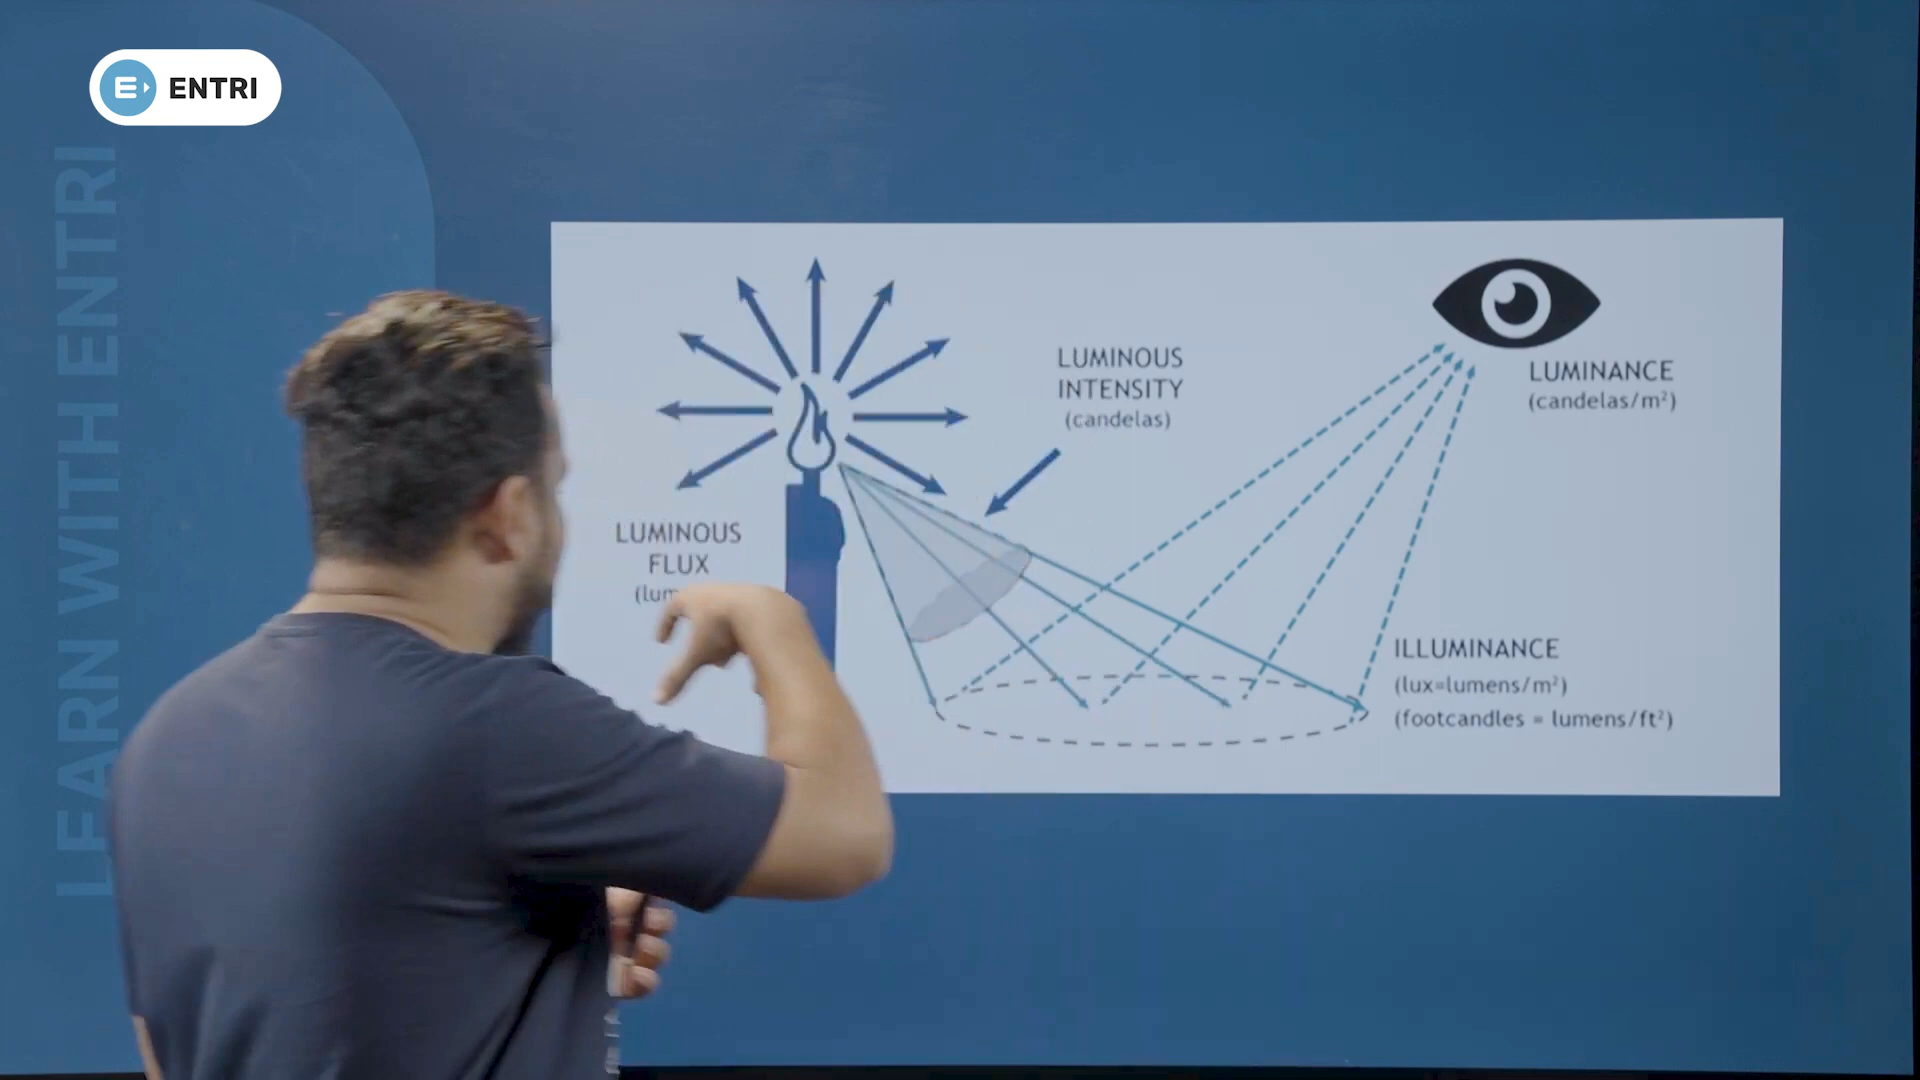 ENTRI
LEARN WITH ENTRI
LUMINOUS
INTENSITY
(candelas)
LUMINANCE
(candelas/m²)
LUMINOUS
FLUX
ILLUMINANCE
(lux=lumens/m²)
(footcandles = lumens/ft²)